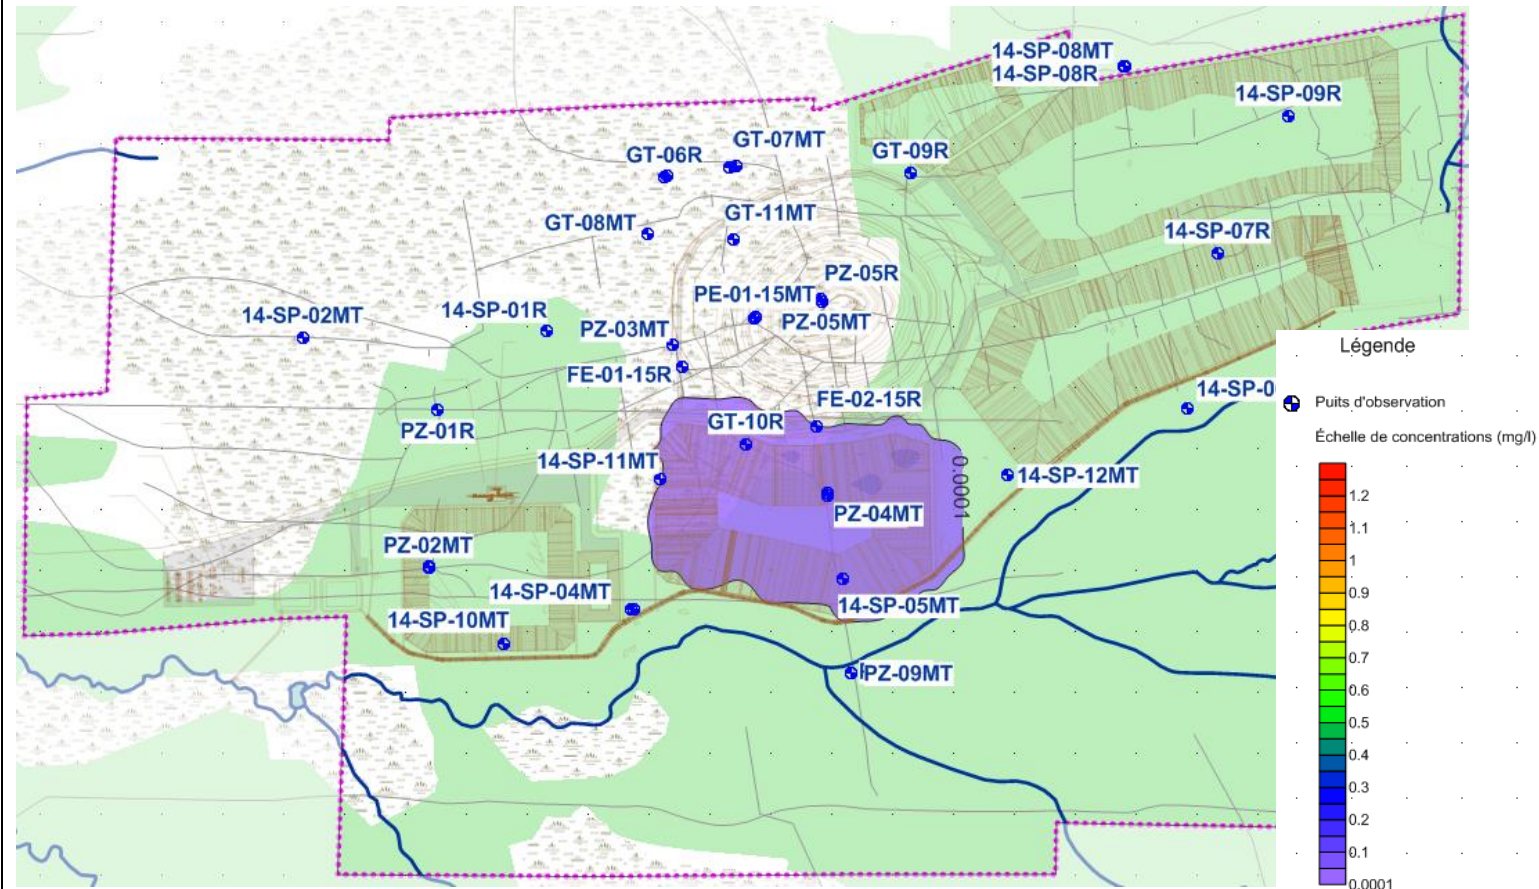 14-SP-08MT
14-SP-08R
14-SP-09R
GT-07MT
GT-06R
GT-09R
GT-08MT
GT-11MT
14-SP-07R
PZ-05R
PE-01-15MT
PZ-05MT
14-SP-02MT
14-SP-01R
PZ-03MT
FE-01-15R
Légende
14-SP-0
Puits d'observation
FE-02-15R
GT-10R
PZ-01R
Échelle de concentrations (mg/l)
14-SP-11MT
0.0001
14-SP-12MT
PZ-04MT
PZ-02MT
14-SP-04MT
14-SP-05MT
14-SP-10MT
PZ-09MT
1.2
1.1
1
0.9
0.8
0.7
0.6
0.5
0.4
0.3
0.2
0.1
0.0001